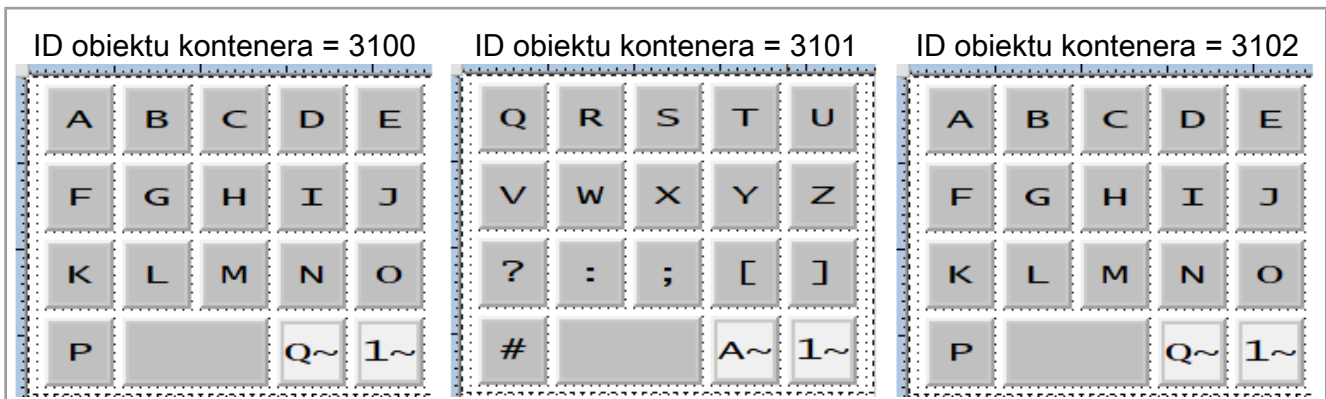 ID obiektu kontenera = 3100
A B C D E
F G H I J
K L M N O
P Q~ 1~
ID obiektu kontenera = 3101
Q R S T U
V W X Y Z
? : ; [ ]
# A~ 1~
ID obiektu kontenera = 3102
A B C D E
F G H I J
K L M N O
P Q~ 1~